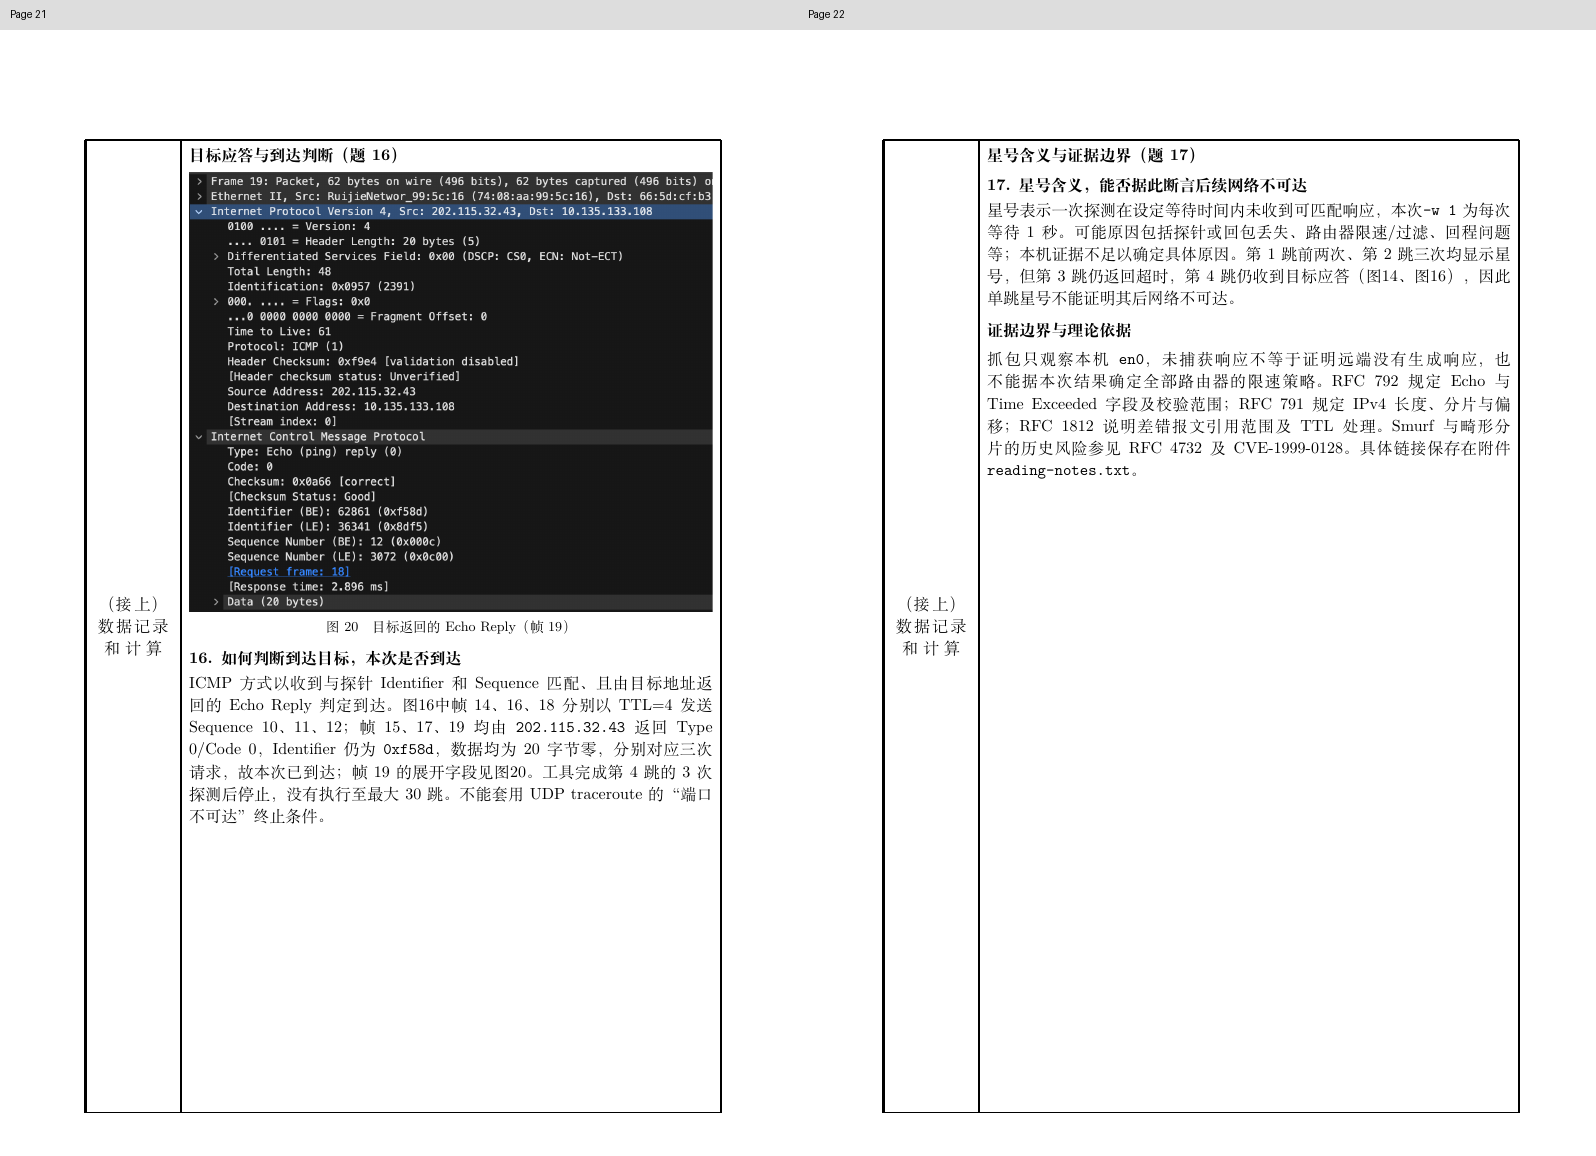 Page 21
Page 22
目标应答与到达判断（题 16）
Frame 19: Packet, 62 bytes on wire (496 bits), 62 bytes captured (496 bits) o
Ethernet II, Src: RuijieNetwor_99:5c:16 (74:08:aa:99:5c:16), Dst: 66:5d:cf:b3
Internet Protocol Version 4, Src: 202.115.32.43, Dst: 10.135.133.108
0100 .... = Version: 4
.... 0101 = Header Length: 20 bytes (5)
Differentiated Services Field: 0x00 (DSCP: CS0, ECN: Not-ECT)
Total Length: 48
Identification: 0x0957 (2391)
000. .... = Flags: 0x0
...0 0000 0000 0000 = Fragment Offset: 0
Time to Live: 61
Protocol: ICMP (1)
Header Checksum: 0xf9e4 [validation disabled]
[Header checksum status: Unverified]
Source Address: 202.115.32.43
Destination Address: 10.135.133.108
[Stream index: 0]
Internet Control Message Protocol
Type: Echo (ping) reply (0)
Code: 0
Checksum: 0x0a66 [correct]
[Checksum Status: Good]
Identifier (BE): 62861 (0xf58d)
Identifier (LE): 36341 (0x8df5)
Sequence Number (BE): 12 (0x000c)
Sequence Number (LE): 3072 (0x0c00)
[Request frame: 18]
[Response time: 2.896 ms]
Data (20 bytes)
（接上）
数据记录
和计算
图 20 目标返回的 Echo Reply（帧 19）
16. 如何判断到达目标，本次是否到达
ICMP 方式以收到与探针 Identifier 和 Sequence 匹配、且由目标地址返
回的 Echo Reply 判定到达。图16中帧 14、16、18 分别以 TTL=4 发送
Sequence 10、11、12；帧 15、17、19 均由 202.115.32.43 返回 Type
0/Code 0，Identifier 仍为 0xf58d，数据均为 20 字节零，分别对应三次
请求，故本次已到达；帧 19 的展开字段见图20。工具完成第 4 跳的 3 次
探测后停止，没有执行至最大 30 跳。不能套用 UDP traceroute 的 “端口
不可达” 终止条件。
星号含义与证据边界（题 17）
17. 星号含义，能否据此断言后续网络不可达
星号表示一次探测在设定等待时间内未收到可匹配响应，本次-w 1 为每次
等待 1 秒。可能原因包括探针或回包丢失、路由器限速/过滤、回程问题
等；本机证据不足以确定具体原因。第 1 跳前两次、第 2 跳三次均显示星
号，但第 3 跳仍返回超时，第 4 跳仍收到目标应答（图14、图16），因此
单跳星号不能证明其后网络不可达。
证据边界与理论依据
抓包只观察本机 en0，未捕获响应不等于证明远端没有生成响应，也
不能据本次结果确定全部路由器的限速策略。RFC 792 规定 Echo 与
Time Exceeded 字段及校验范围；RFC 791 规定 IPv4 长度、分片与偏
移；RFC 1812 说明差错报文引用范围及 TTL 处理。Smurf 与畸形分
片的历史风险参见 RFC 4732 及 CVE-1999-0128。具体链接保存在附件
reading-notes.txt。
（接上）
数据记录
和计算